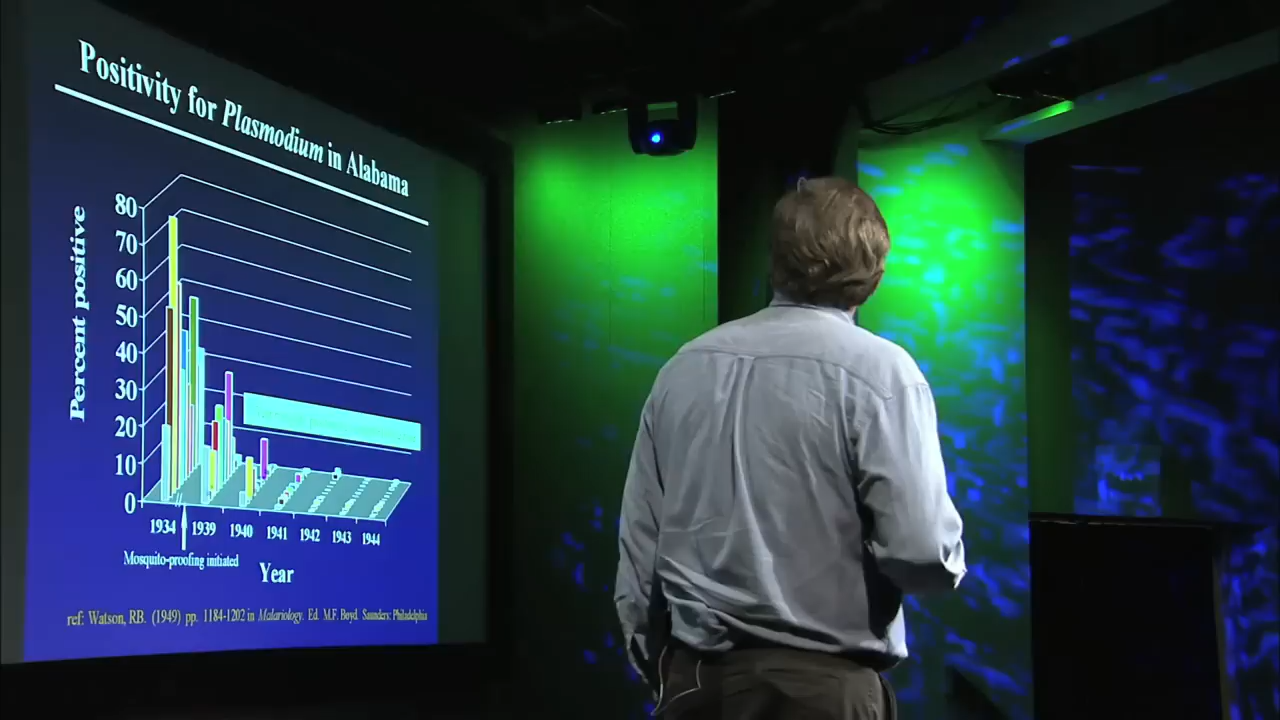 Positivity for Plasmodium in Alabama
Percent positive
80
70
60
50
40
30
20
10
0
1934 1939 1940 1941 1942 1943 1944
Mosquito-proofing initiated
Year
ref: Watson, RB. (1949) pp. 1184-1202 in Malariology. Ed. M.F. Boyd. Saunders: Philadelphia